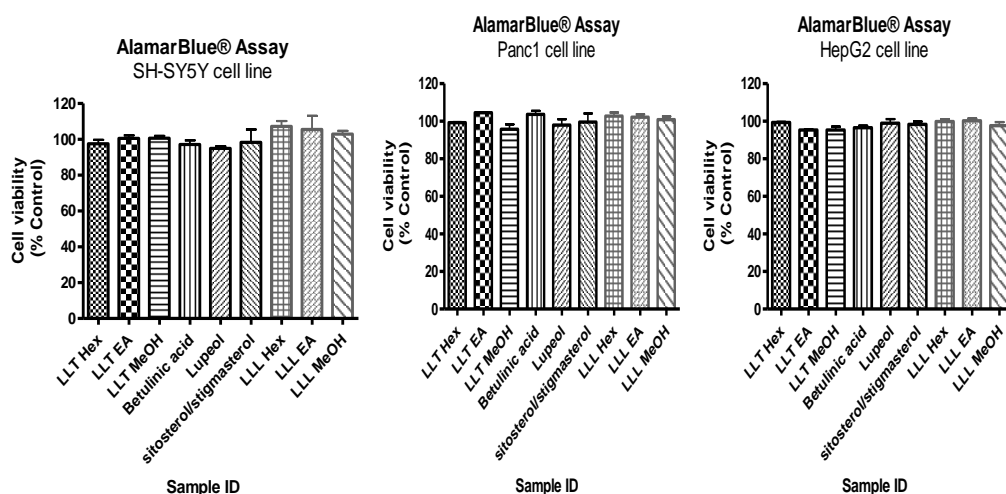 AlamarBlue® Assay
SH-SY5Y cell line
Cell viability
(% Control)
120
100
80
60
40
20
0
LLT Hex
LLT EA
LLT MeOH
Betulinic acid
Lupeol
sitosterol/stigmasterol
LLL Hex
LLL EA
LLL MeOH
Sample ID
AlamarBlue® Assay
Panc1 cell line
Cell viability
(% Control)
120
100
80
60
40
20
0
LLT Hex
LLT EA
LLT MeOH
Betulinic acid
Lupeol
sitosterol/stigmasterol
LLL Hex
LLL EA
LLL MeOH
Sample ID
AlamarBlue® Assay
HepG2 cell line
Cell viability
(% Control)
120
100
80
60
40
20
0
LLT Hex
LLT EA
LLT MeOH
Betulinic acid
Lupeol
sitosterol/stigmasterol
LLL Hex
LLL EA
LLL MeOH
Sample ID